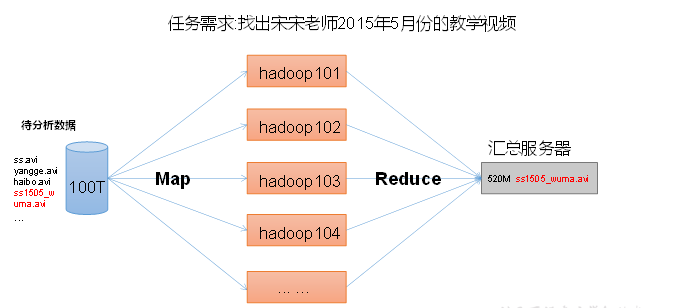 任务需求:找出宋宋老师2015年5月份的教学视频
待分析数据
ss.avi
yangge.avi
haibo.avi
ss1505_w
uma.avi
...
100T
Map
hadoop101
hadoop102
hadoop103
hadoop104
... ...
Reduce
汇总服务器
520M ss1505_wuma.avi